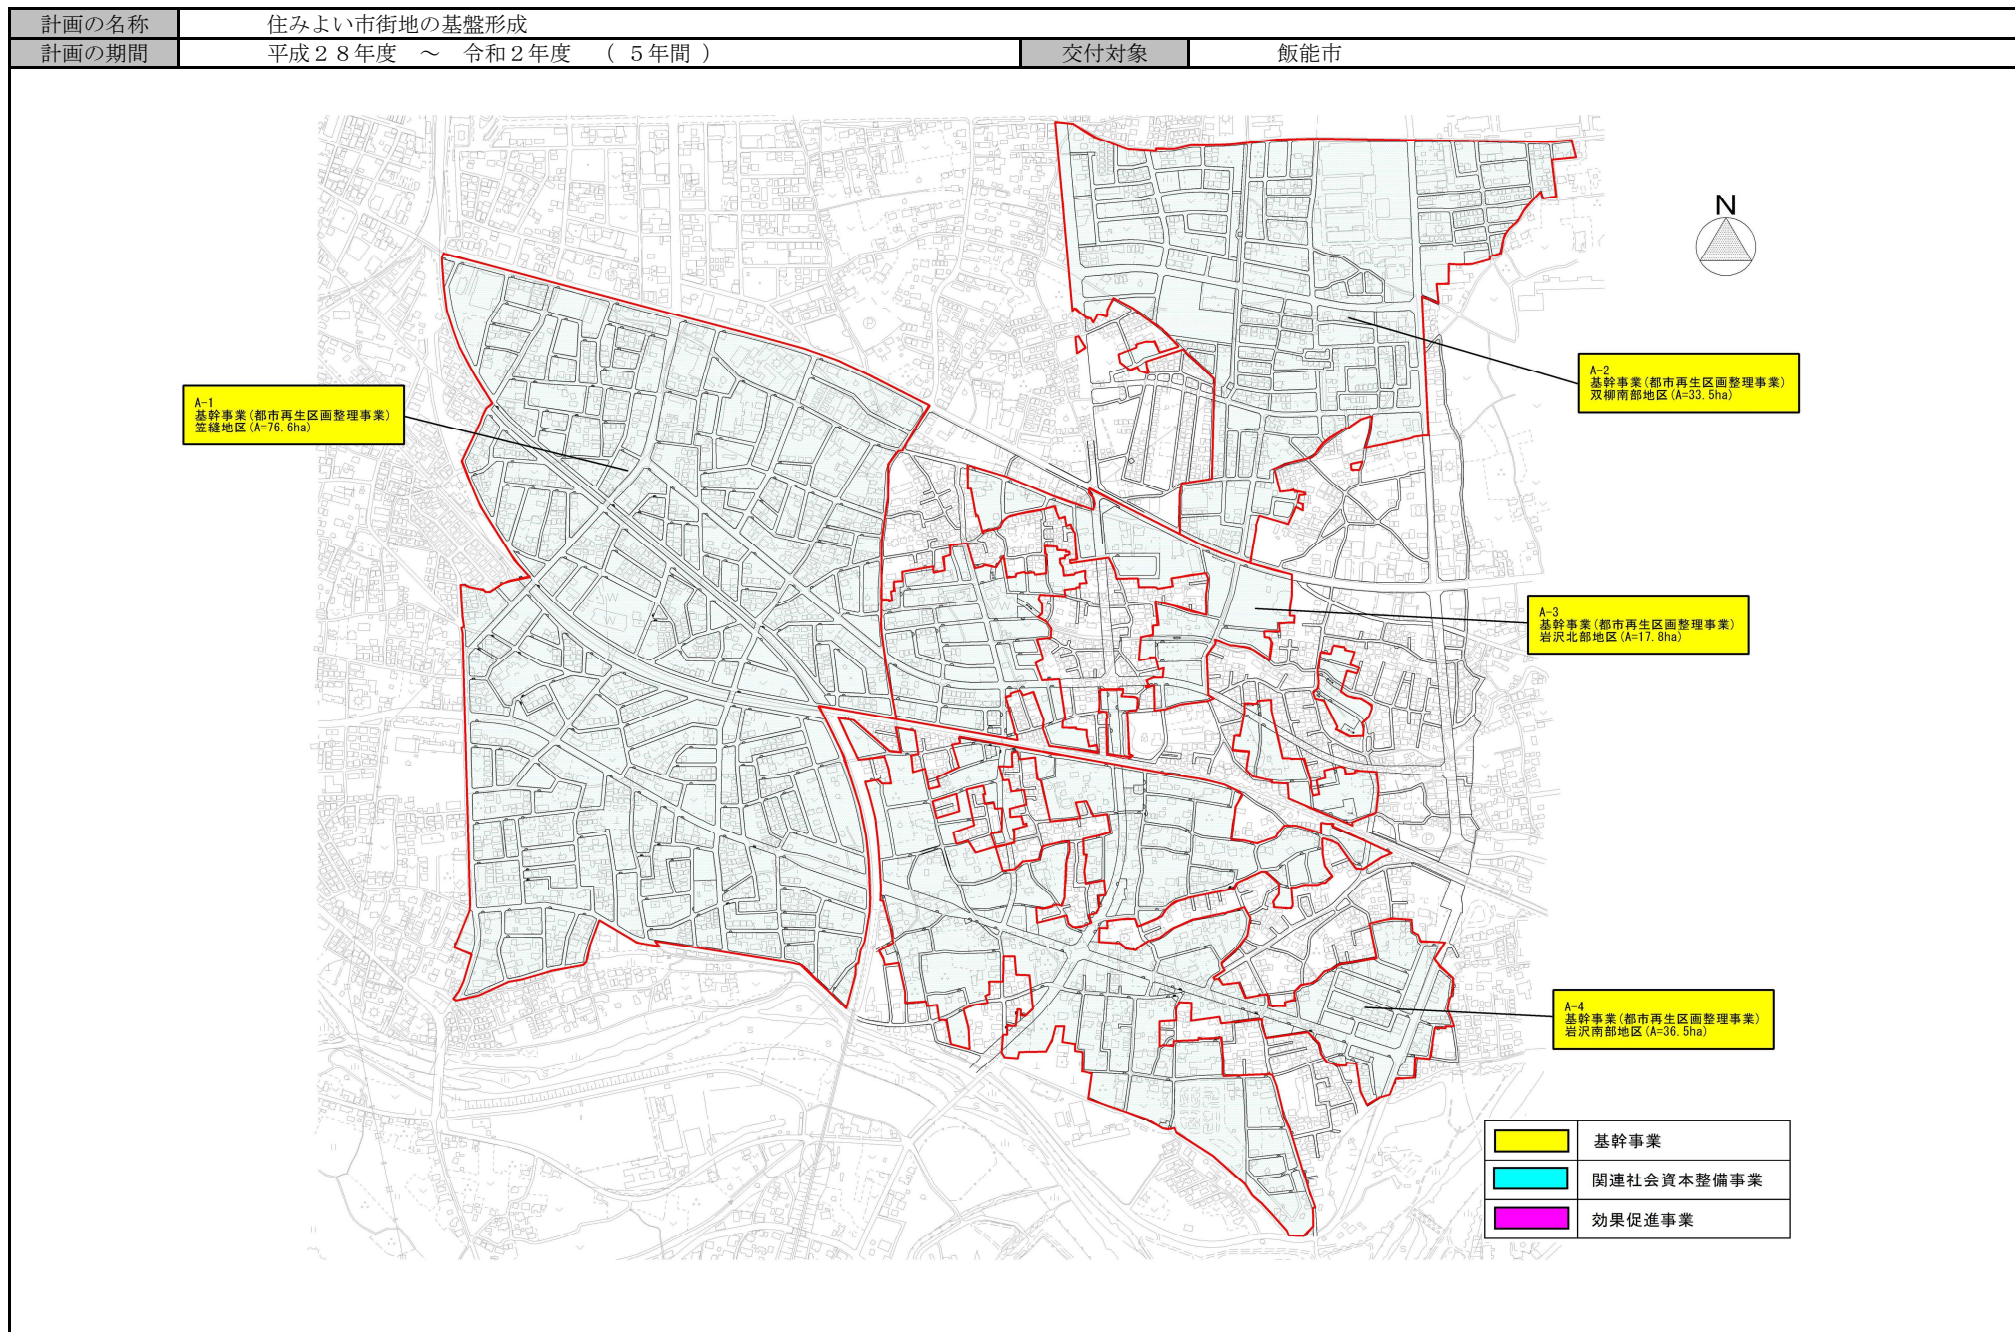 計画の名称 住みよい市街地の基盤形成
計画の期間 平成２８年度 ～ 令和２年度 （ ５年間 ） 交付対象 飯能市
N
A-1
基幹事業(都市再生区画整理事業)
笠縫地区(A=76.6ha)
A-2
基幹事業(都市再生区画整理事業)
双柳南部地区(A=33.5ha)
A-3
基幹事業(都市再生区画整理事業)
岩沢北部地区(A=17.8ha)
A-4
基幹事業(都市再生区画整理事業)
岩沢南部地区(A=36.5ha)
基幹事業
関連社会資本整備事業
効果促進事業